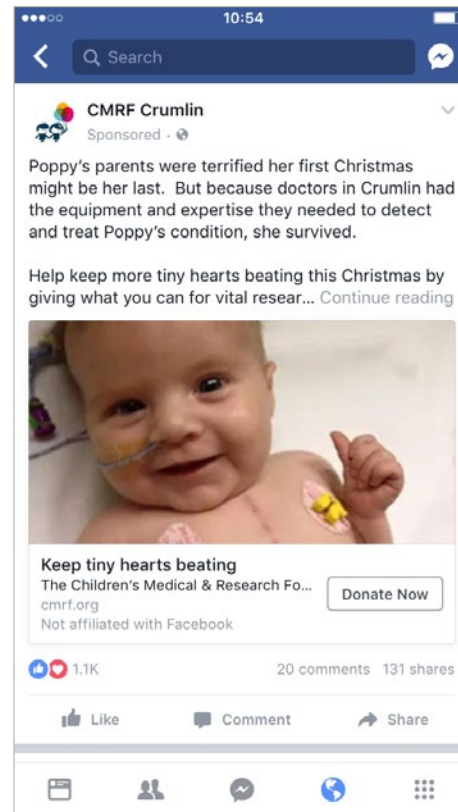 10:54
Search
CMRF Crumlin
Sponsored ·
Poppy's parents were terrified her first Christmas
might be her last.  But because doctors in Crumlin had
the equipment and expertise they needed to detect
and treat Poppy's condition, she survived.
Help keep more tiny hearts beating this Christmas by
giving what you can for vital resear... Continue reading
Keep tiny hearts beating
The Children's Medical & Research Fo...
cmrf.org
Not affiliated with Facebook
Donate Now
1.1K
20 comments 131 shares
Like Comment Share